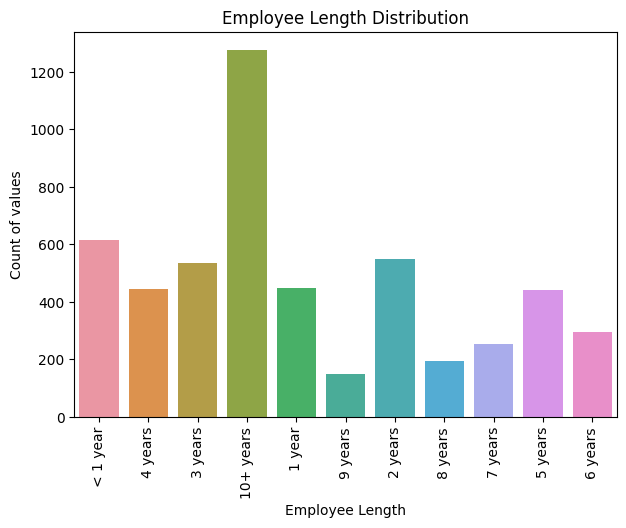 Employee Length Distribution
Count of values
1200
1000
800
600
400
200
0
< 1 year
4 years
3 years
10+ years
1 year
9 years
2 years
8 years
7 years
5 years
6 years
Employee Length